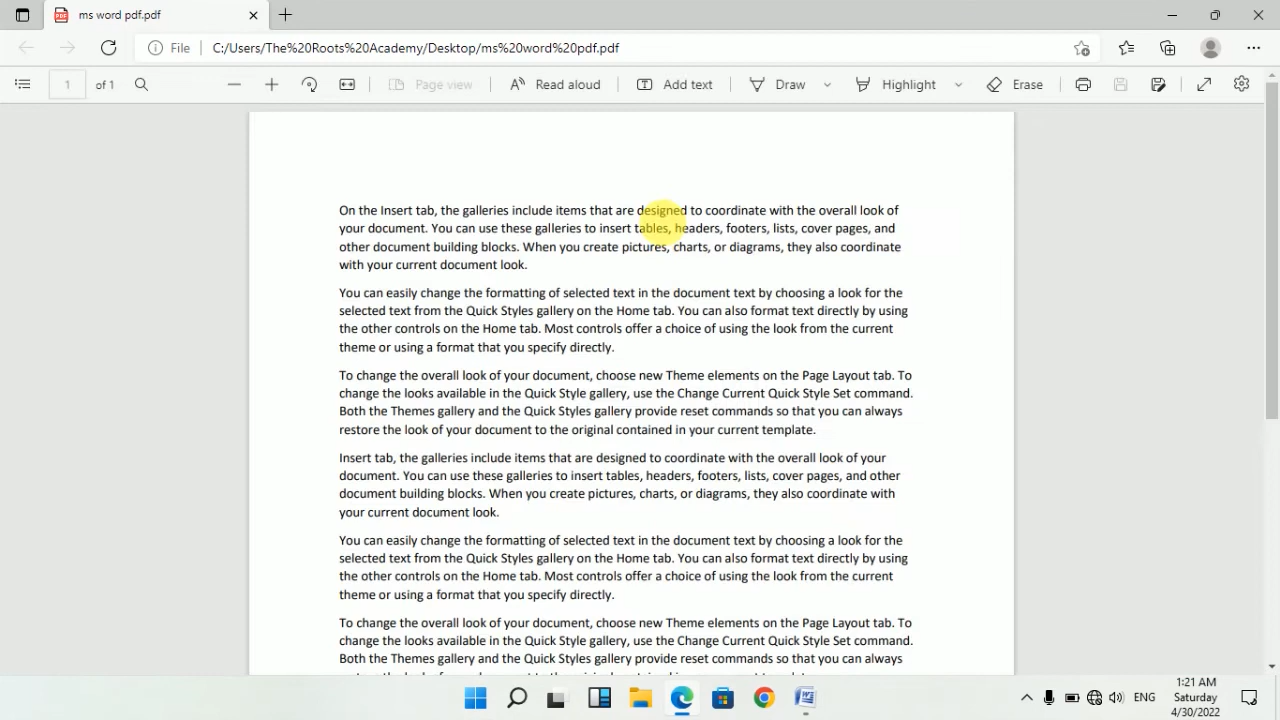 ms word pdf.pdf
File C:/Users/The%20Roots%20Academy/Desktop/ms%20word%20pdf.pdf
1 of 1 Page view Read aloud Add text Draw Highlight Erase
On the Insert tab, the galleries include items that are designed to coordinate with the overall look of
your document. You can use these galleries to insert tables, headers, footers, lists, cover pages, and
other document building blocks. When you create pictures, charts, or diagrams, they also coordinate
with your current document look.
You can easily change the formatting of selected text in the document text by choosing a look for the
selected text from the Quick Styles gallery on the Home tab. You can also format text directly by using
the other controls on the Home tab. Most controls offer a choice of using the look from the current
theme or using a format that you specify directly.
To change the overall look of your document, choose new Theme elements on the Page Layout tab. To
change the looks available in the Quick Style gallery, use the Change Current Quick Style Set command.
Both the Themes gallery and the Quick Styles gallery provide reset commands so that you can always
restore the look of your document to the original contained in your current template.
Insert tab, the galleries include items that are designed to coordinate with the overall look of your
document. You can use these galleries to insert tables, headers, footers, lists, cover pages, and other
document building blocks. When you create pictures, charts, or diagrams, they also coordinate with
your current document look.
You can easily change the formatting of selected text in the document text by choosing a look for the
selected text from the Quick Styles gallery on the Home tab. You can also format text directly by using
the other controls on the Home tab. Most controls offer a choice of using the look from the current
theme or using a format that you specify directly.
To change the overall look of your document, choose new Theme elements on the Page Layout tab. To
change the looks available in the Quick Style gallery, use the Change Current Quick Style Set command.
Both the Themes gallery and the Quick Styles gallery provide reset commands so that you can always
ENG
1:21 AM
Saturday
4/30/2022